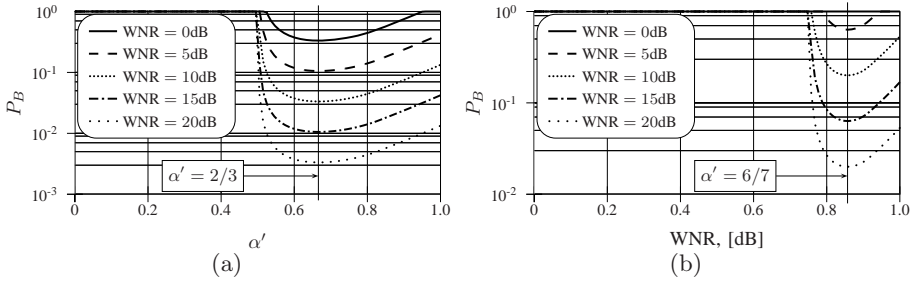 10^0
10^-1
10^-2
10^-3
P_B
WNR = 0dB
WNR = 5dB
WNR = 10dB
WNR = 15dB
WNR = 20dB
α′ = 2/3
0 0.2 0.4 0.6 0.8 1.0
α′
(a)
10^0
10^-1
10^-2
P_B
WNR = 0dB
WNR = 5dB
WNR = 10dB
WNR = 15dB
WNR = 20dB
α′ = 6/7
0 0.2 0.4 0.6 0.8 1.0
WNR, [dB]
(b)